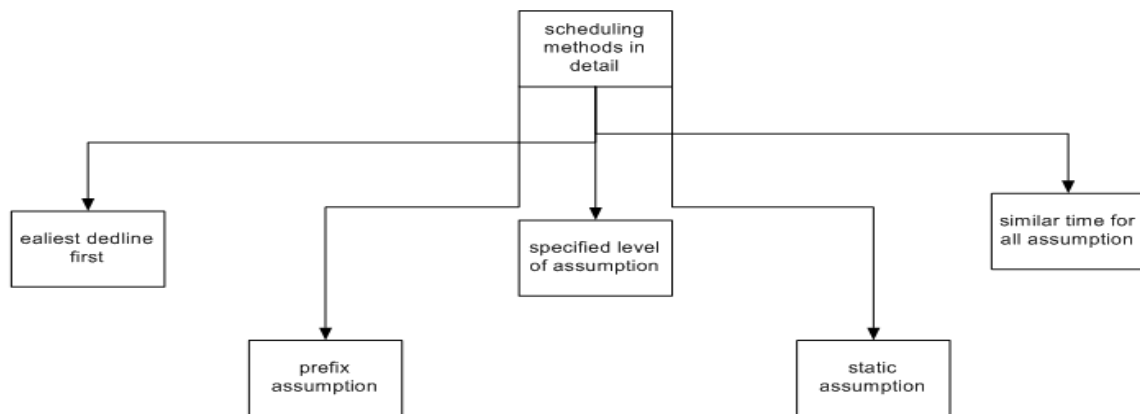 scheduling
methods in
detail
ealiest dedline
first
specified level
of assumption
similar time for
all assumption
prefix
assumption
static
assumption